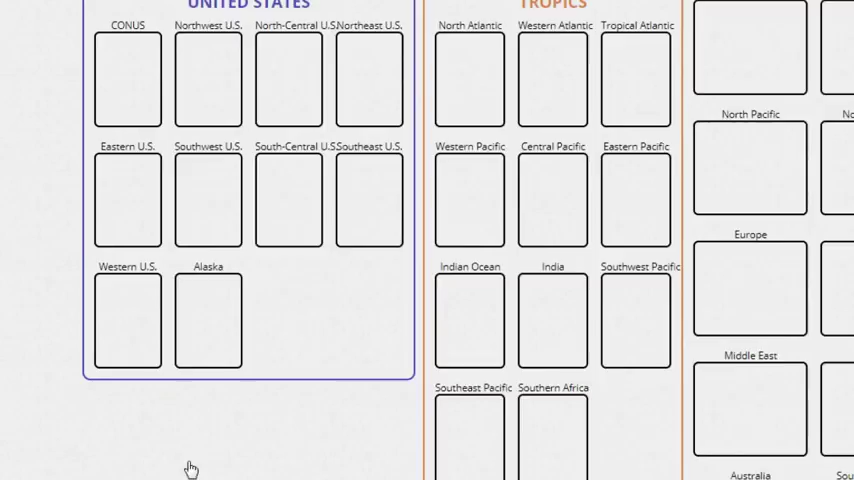 UNITED STATES
CONUS
Northwest U.S.
North-Central U.S.
Northeast U.S.
Eastern U.S.
Southwest U.S.
South-Central U.S.
Southeast U.S.
Western U.S.
Alaska
TROPICS
North Atlantic
Western Atlantic
Tropical Atlantic
Western Pacific
Central Pacific
Eastern Pacific
Indian Ocean
India
Southwest Pacific
Southeast Pacific
Southern Africa
North Pacific
Europe
Middle East
Australia